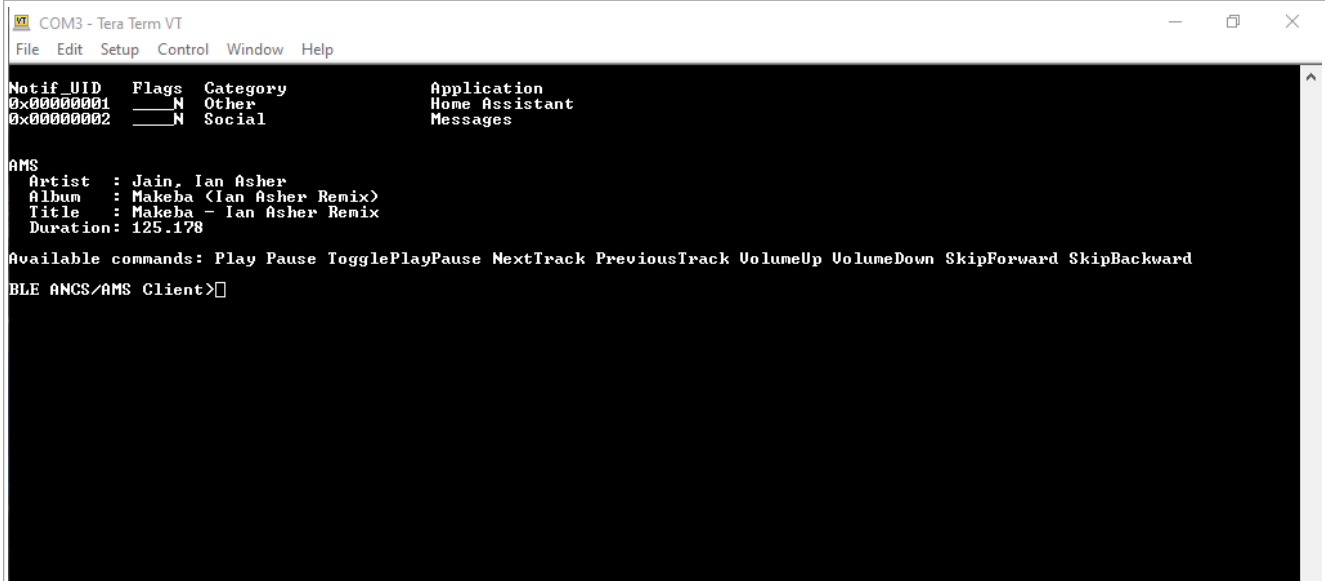 COM3 - Tera Term VT
File Edit Setup Control Window Help
Notif_UID Flags Category Application
0x00000001 ____N Other Home Assistant
0x00000002 ____N Social Messages
AMS
Artist : Jain, Ian Asher
Album : Makeba (Ian Asher Remix)
Title : Makeba - Ian Asher Remix
Duration: 125.178
Available commands: Play Pause TogglePlayPause NextTrack PreviousTrack VolumeUp VolumeDown SkipForward SkipBackward
BLE ANCS/AMS Client>